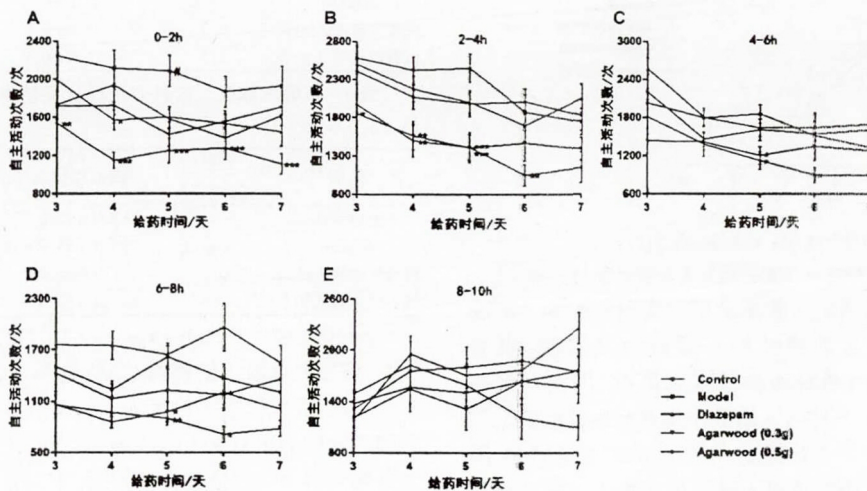 A
0-2h
2400
2000
1600
1200
800
自主活动次数/次
3 4 5 6 7
给药时间/天
B
2-4h
2800
2300
1800
1300
800
自主活动次数/次
3 4 5 6 7
给药时间/天
C
4-6h
3000
2400
1800
1200
600
自主活动次数/次
3 4 5 6
给药时间/天
D
6-8h
2300
1700
1100
500
自主活动次数/次
3 4 5 6 7
给药时间/天
E
8-10h
2600
2000
1400
800
自主活动次数/次
3 4 5 6 7
给药时间/天
Control
Model
Diazepam
Agarwood (0.3g)
Agarwood (0.5g)